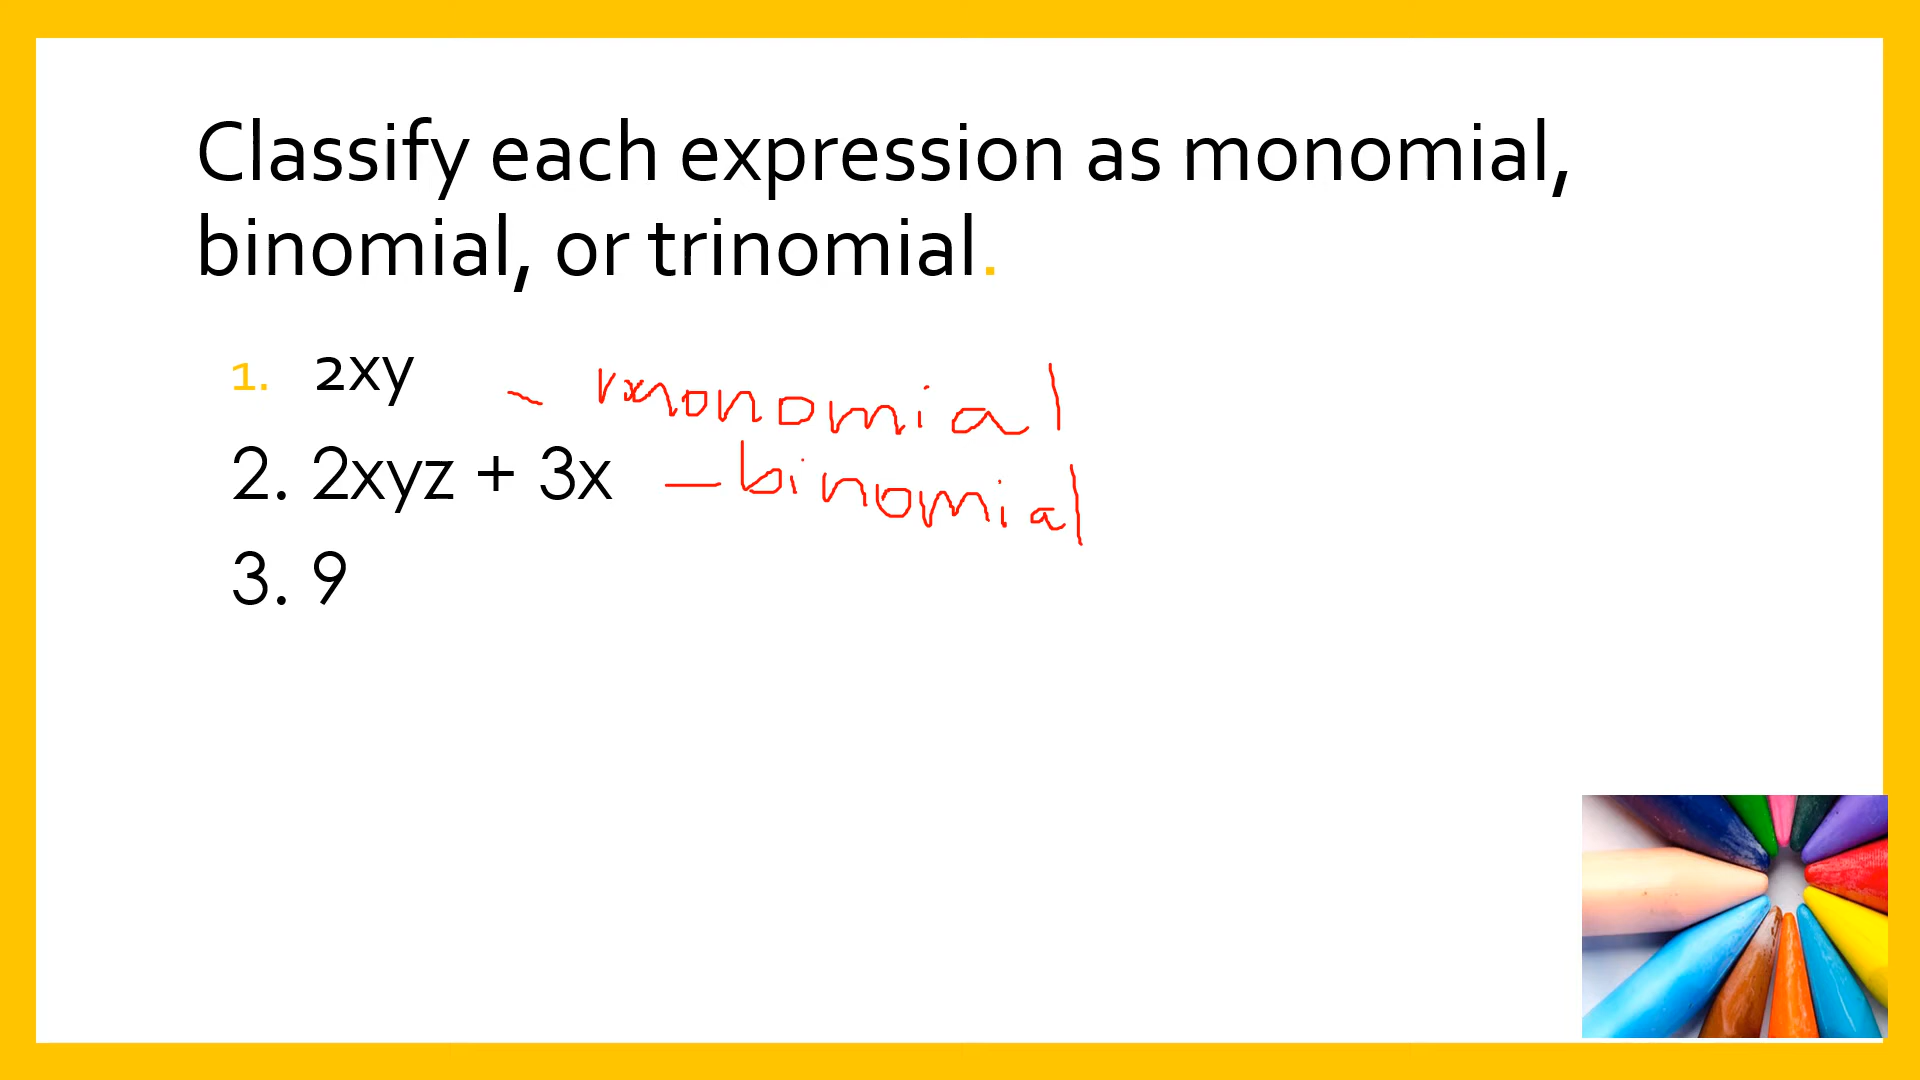 Classify each expression as monomial,
binomial, or trinomial.
1. 2xy - monomial
2. 2xyz + 3x - binomial
3. 9